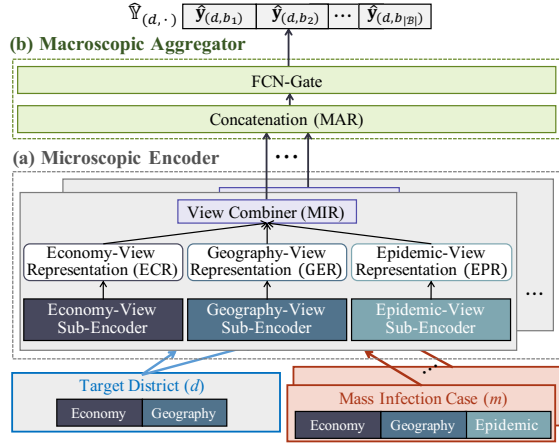 Ŷ(d, ·) ŷ(d,b1) ŷ(d,b2) ··· ŷ(d,b|𝓑|)
(b) Macroscopic Aggregator
FCN-Gate
Concatenation (MAR)
···
(a) Microscopic Encoder
View Combiner (MIR)
Economy-View Geography-View Epidemic-View
Representation (ECR) Representation (GER) Representation (EPR)
...
Economy-View Geography-View Epidemic-View
Sub-Encoder Sub-Encoder Sub-Encoder
...
Target District (d)
Economy Geography
Mass Infection Case (m)
Economy Geography Epidemic